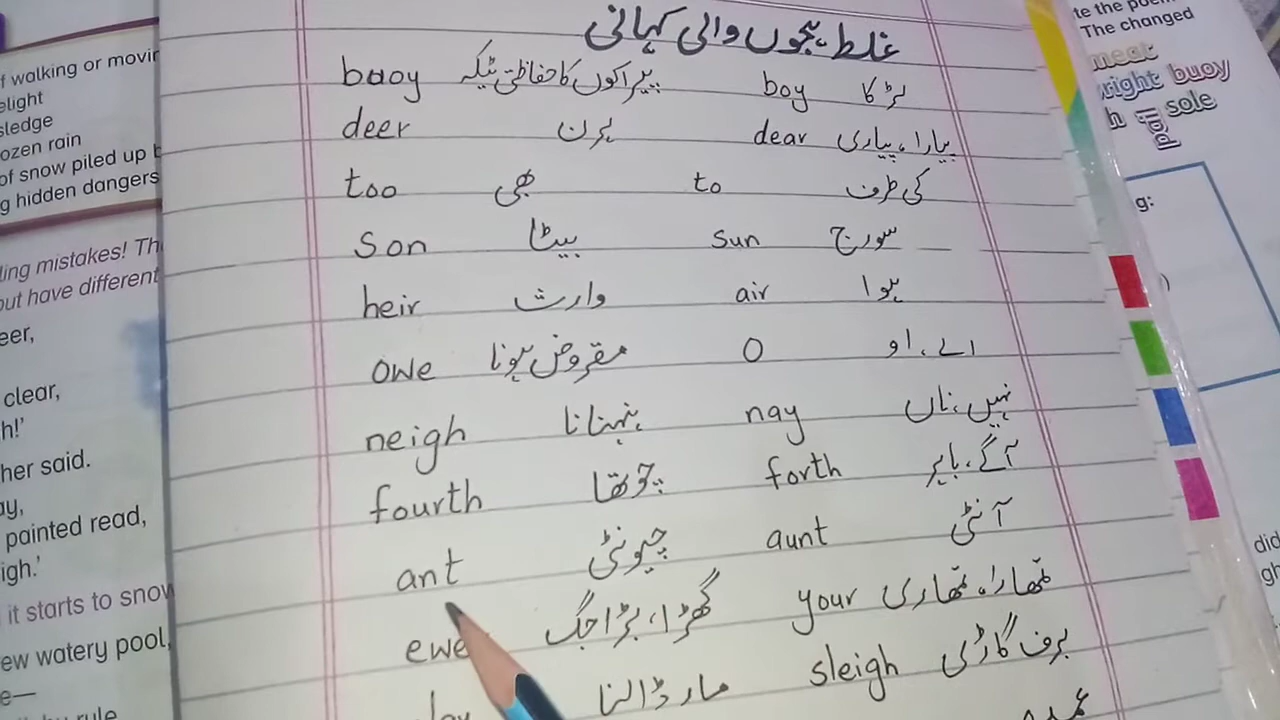 غلط ہجوں والی کہانی
buoy پیراکوں کا حفاظتی ٹیکہ boy لڑکا
deer ہرن dear پیارا، پیاری
too بھی to کی طرف
son بیٹا sun سورج
heir وارث air ہوا
owe مقروض ہونا O اے، او
neigh ہنہنانا nay نہیں، ناں
fourth چوتھا forth آگے، باہر
ant چیونٹی aunt آنٹی
ewe گھڑا، بڑا جگ your تمھارا، تمھاری
مار ڈالنا sleigh برف گاڑی
f walking or movin
elight
sledge
ozen rain
of snow piled up
g hidden dangers
ling mistakes! Th
out have different
eer,
clear,
h!'
her said.
ay,
painted read,
igh.'
it starts to snow
ew watery pool,
e—
by rule
te the poem
The changed
meat
right buoy
h pail sole
g:
)
did
gh